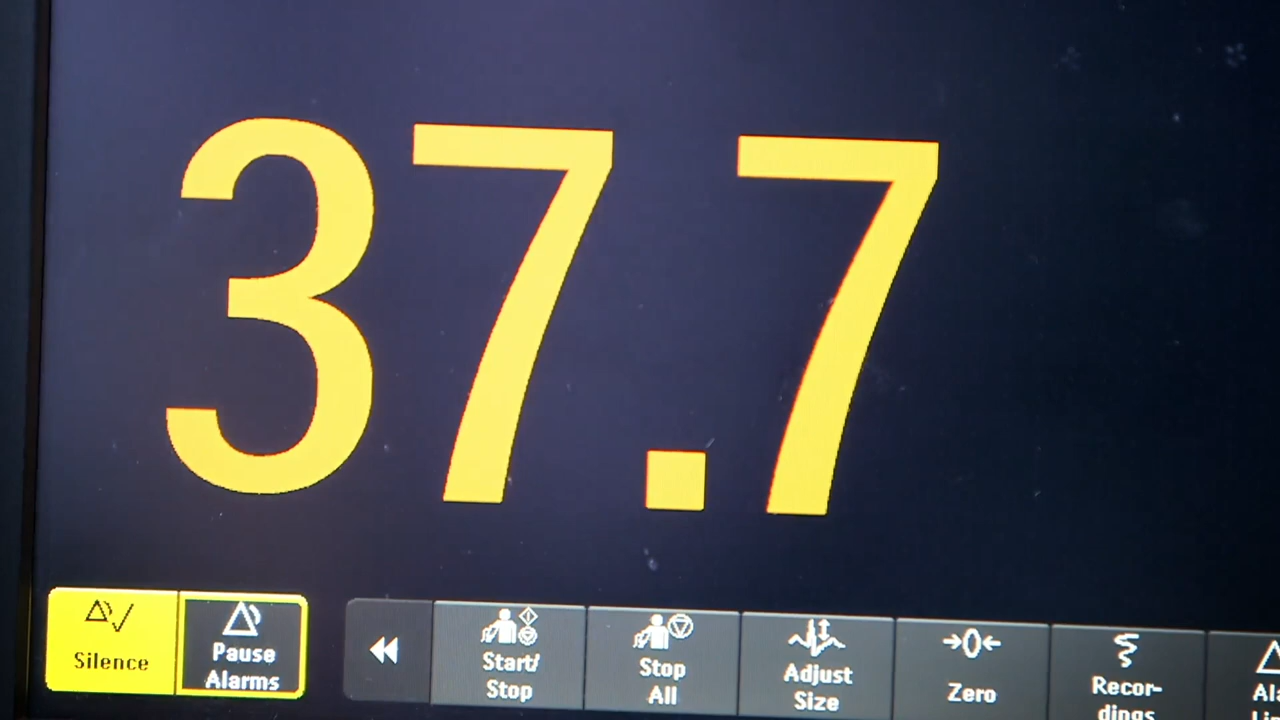 37.7
Silence
Pause
Alarms
Start/
Stop
Stop
All
Adjust
Size
Zero
Recor-
dings